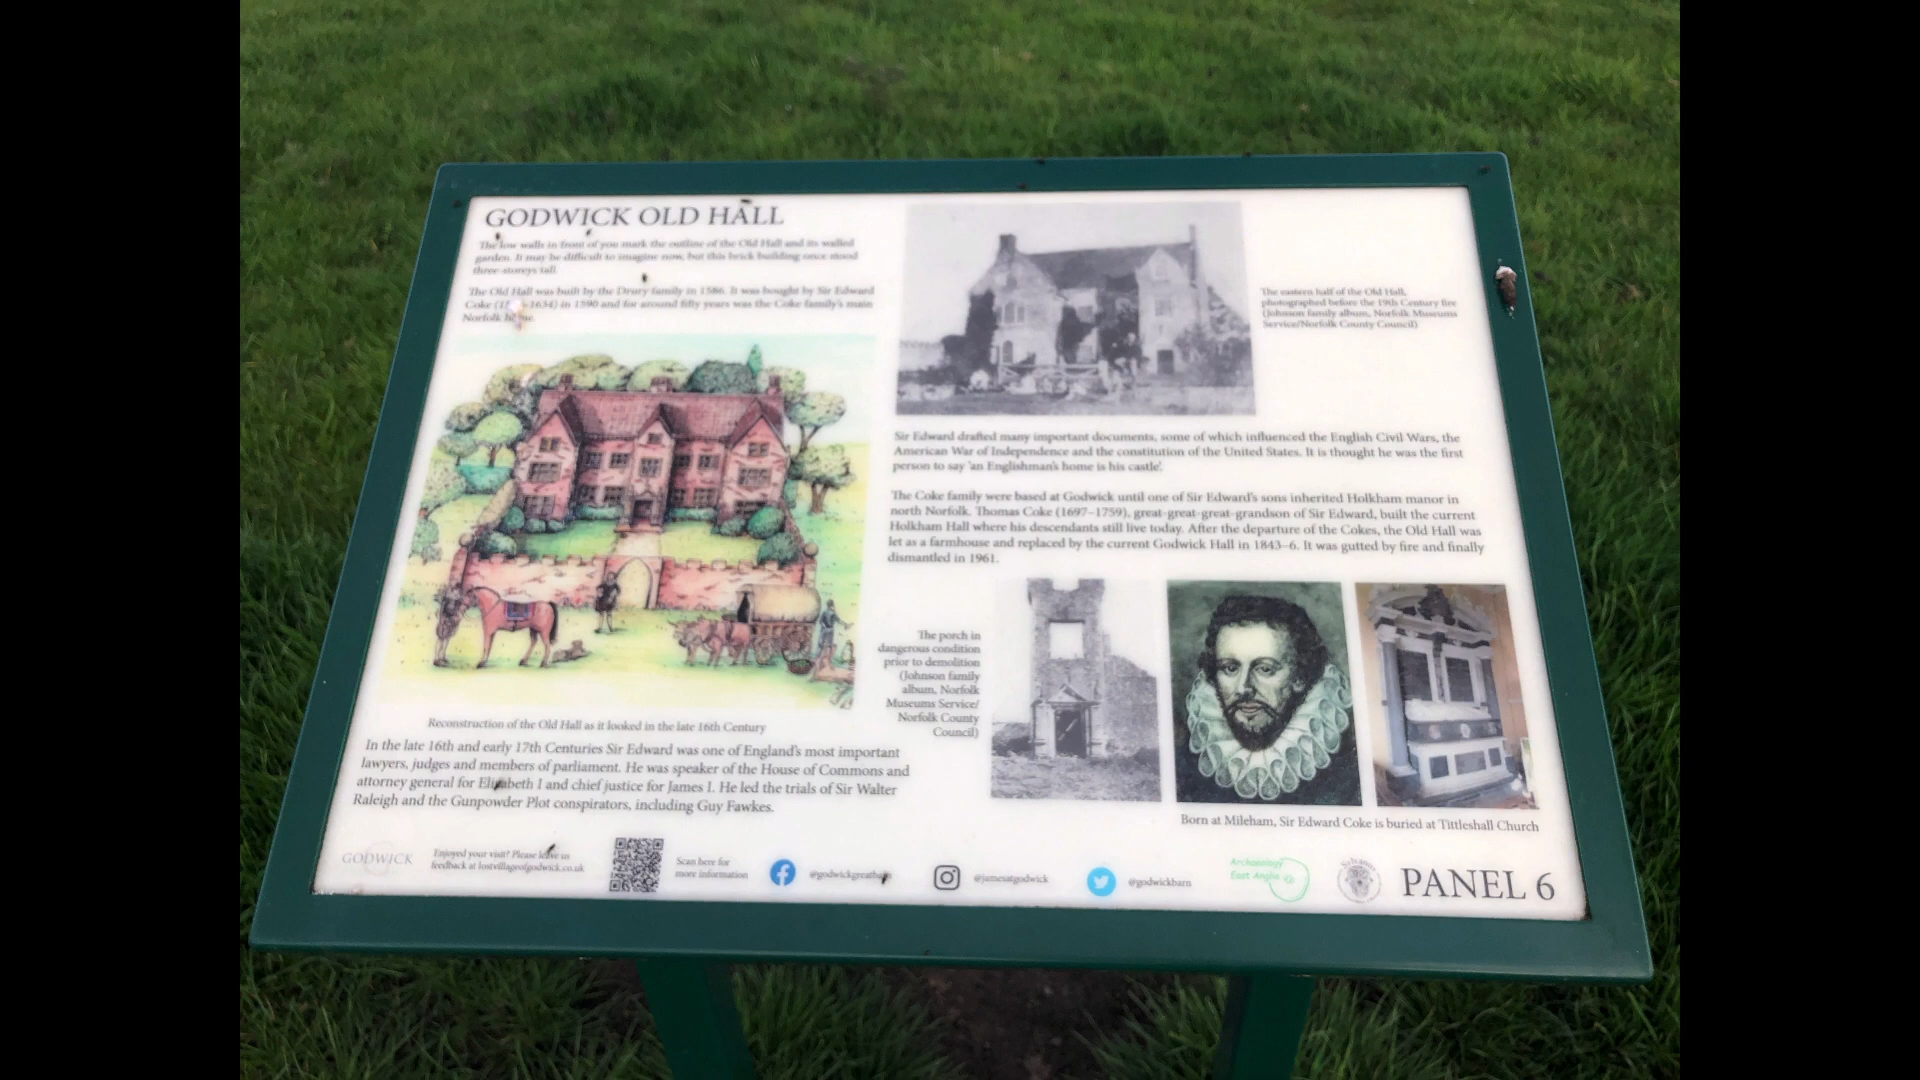 GODWICK OLD HALL
The low walls in front of you mark the outline of the Old Hall and its walled
garden. It may be difficult to imagine now, but this brick building once stood
three storeys tall.
The Old Hall was built by the Drury family in 1586. It was bought by Sir Edward
Coke -1634) in 1590 and for around fifty years was the Coke family's main
Norfolk
Reconstruction of the Old Hall as it looked in the late 16th Century
In the late 16th and early 17th Centuries Sir Edward was one of England's most important
lawyers, judges and members of parliament. He was speaker of the House of Commons and
attorney general for Elizabeth I and chief justice for James I. He led the trials of Sir Walter
Raleigh and the Gunpowder Plot conspirators, including Guy Fawkes.
The eastern half of the Old Hall,
photographed before the 19th Century fire
(Johnson family album, Norfolk Museums
Service/Norfolk County Council)
Sir Edward drafted many important documents, some of which influenced the English Civil Wars, the
American War of Independence and the constitution of the United States. It is thought he was the first
person to say 'an Englishman's home is his castle'.
The Coke family were based at Godwick until one of Sir Edward's sons inherited Holkham manor in
north Norfolk. Thomas Coke (1697–1759), great-great-great-grandson of Sir Edward, built the current
Holkham Hall where his descendants still live today. After the departure of the Cokes, the Old Hall was
let as a farmhouse and replaced by the current Godwick Hall in 1843–6. It was gutted by fire and finally
dismantled in 1961.
The porch in
dangerous condition
prior to demolition
(Johnson family
album, Norfolk
Museums Service/
Norfolk County
Council)
Born at Mileham, Sir Edward Coke is buried at Tittleshall Church
GODWICK
Enjoyed your visit? Please leave us
feedback at lostvillageofgodwick.co.uk
Scan here for
more information
@godwickgreatbarn
@jamesatgodwick
@godwickbarn
Archaeology
East Anglia
PANEL 6